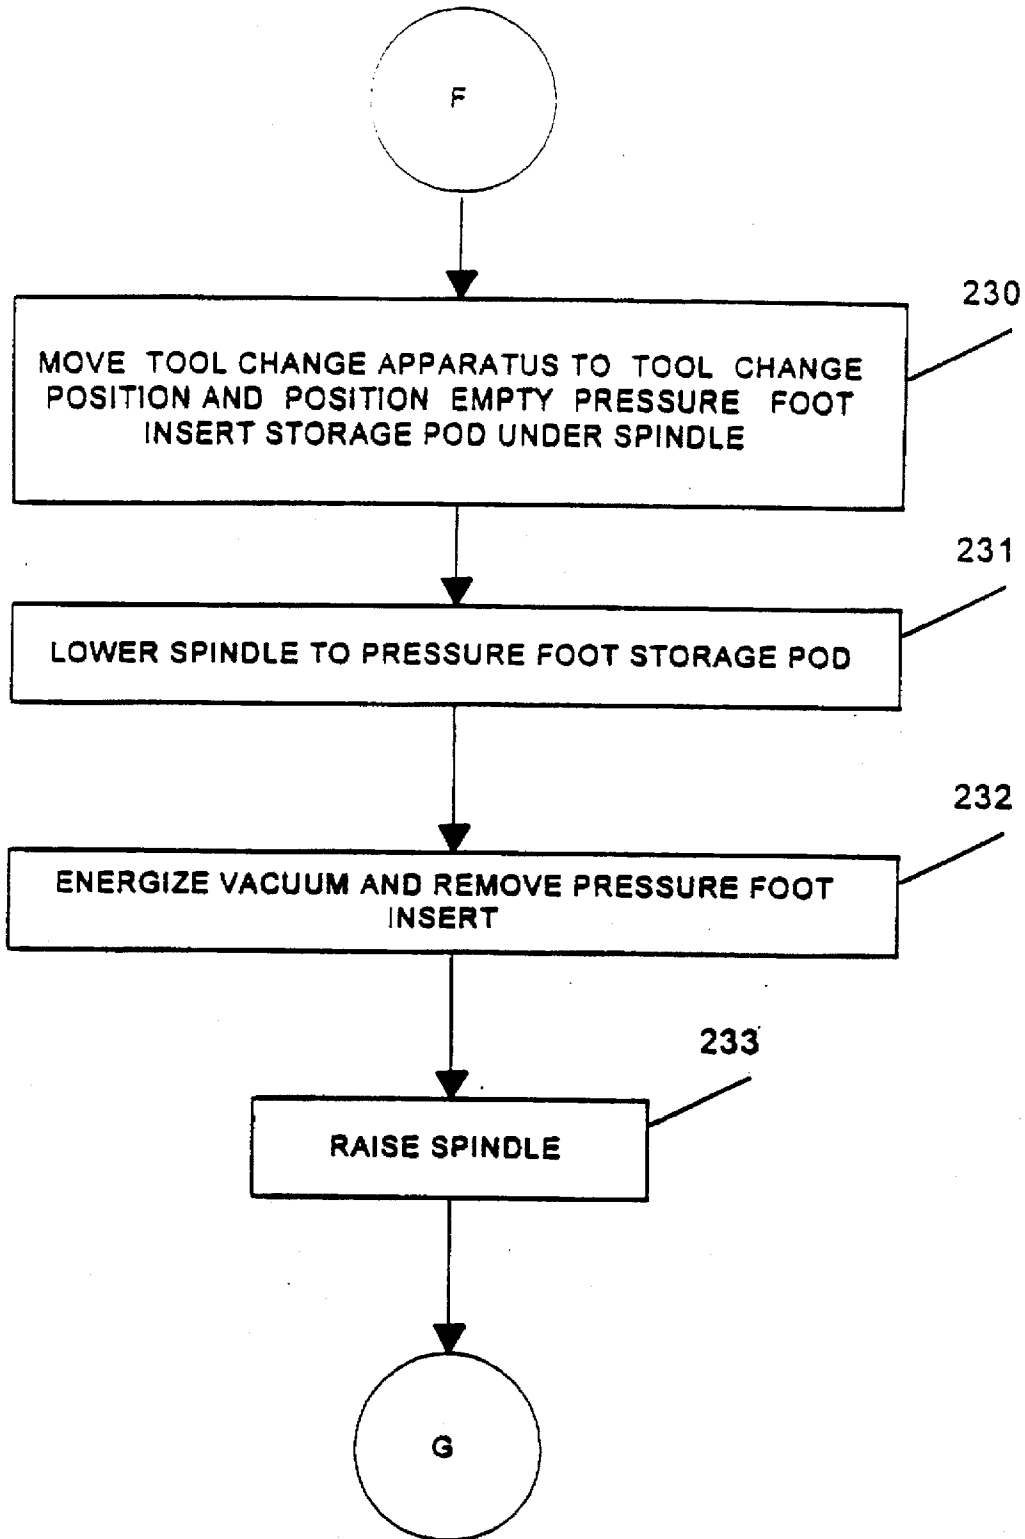 F
230
MOVE TOOL CHANGE APPARATUS TO TOOL CHANGE
POSITION AND POSITION EMPTY PRESSURE FOOT
INSERT STORAGE POD UNDER SPINDLE
231
LOWER SPINDLE TO PRESSURE FOOT STORAGE POD
232
ENERGIZE VACUUM AND REMOVE PRESSURE FOOT
INSERT
233
RAISE SPINDLE
G